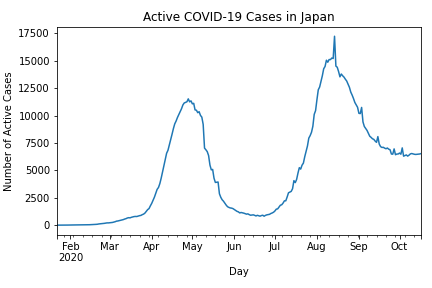 Active COVID-19 Cases in Japan
Number of Active Cases
17500
15000
12500
10000
7500
5000
2500
0
Feb Mar Apr May Jun Jul Aug Sep Oct
2020
Day